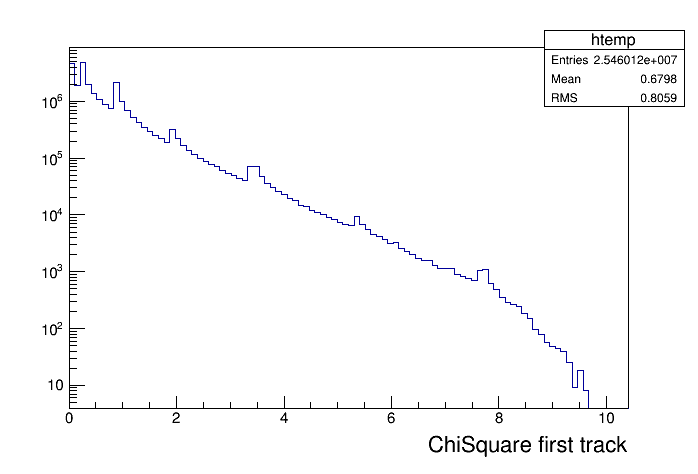 htemp
Entries 2.546012e+007
Mean 0.6798
RMS 0.8059
10^6
10^5
10^4
10^3
10^2
10
0 2 4 6 8 10
ChiSquare first track